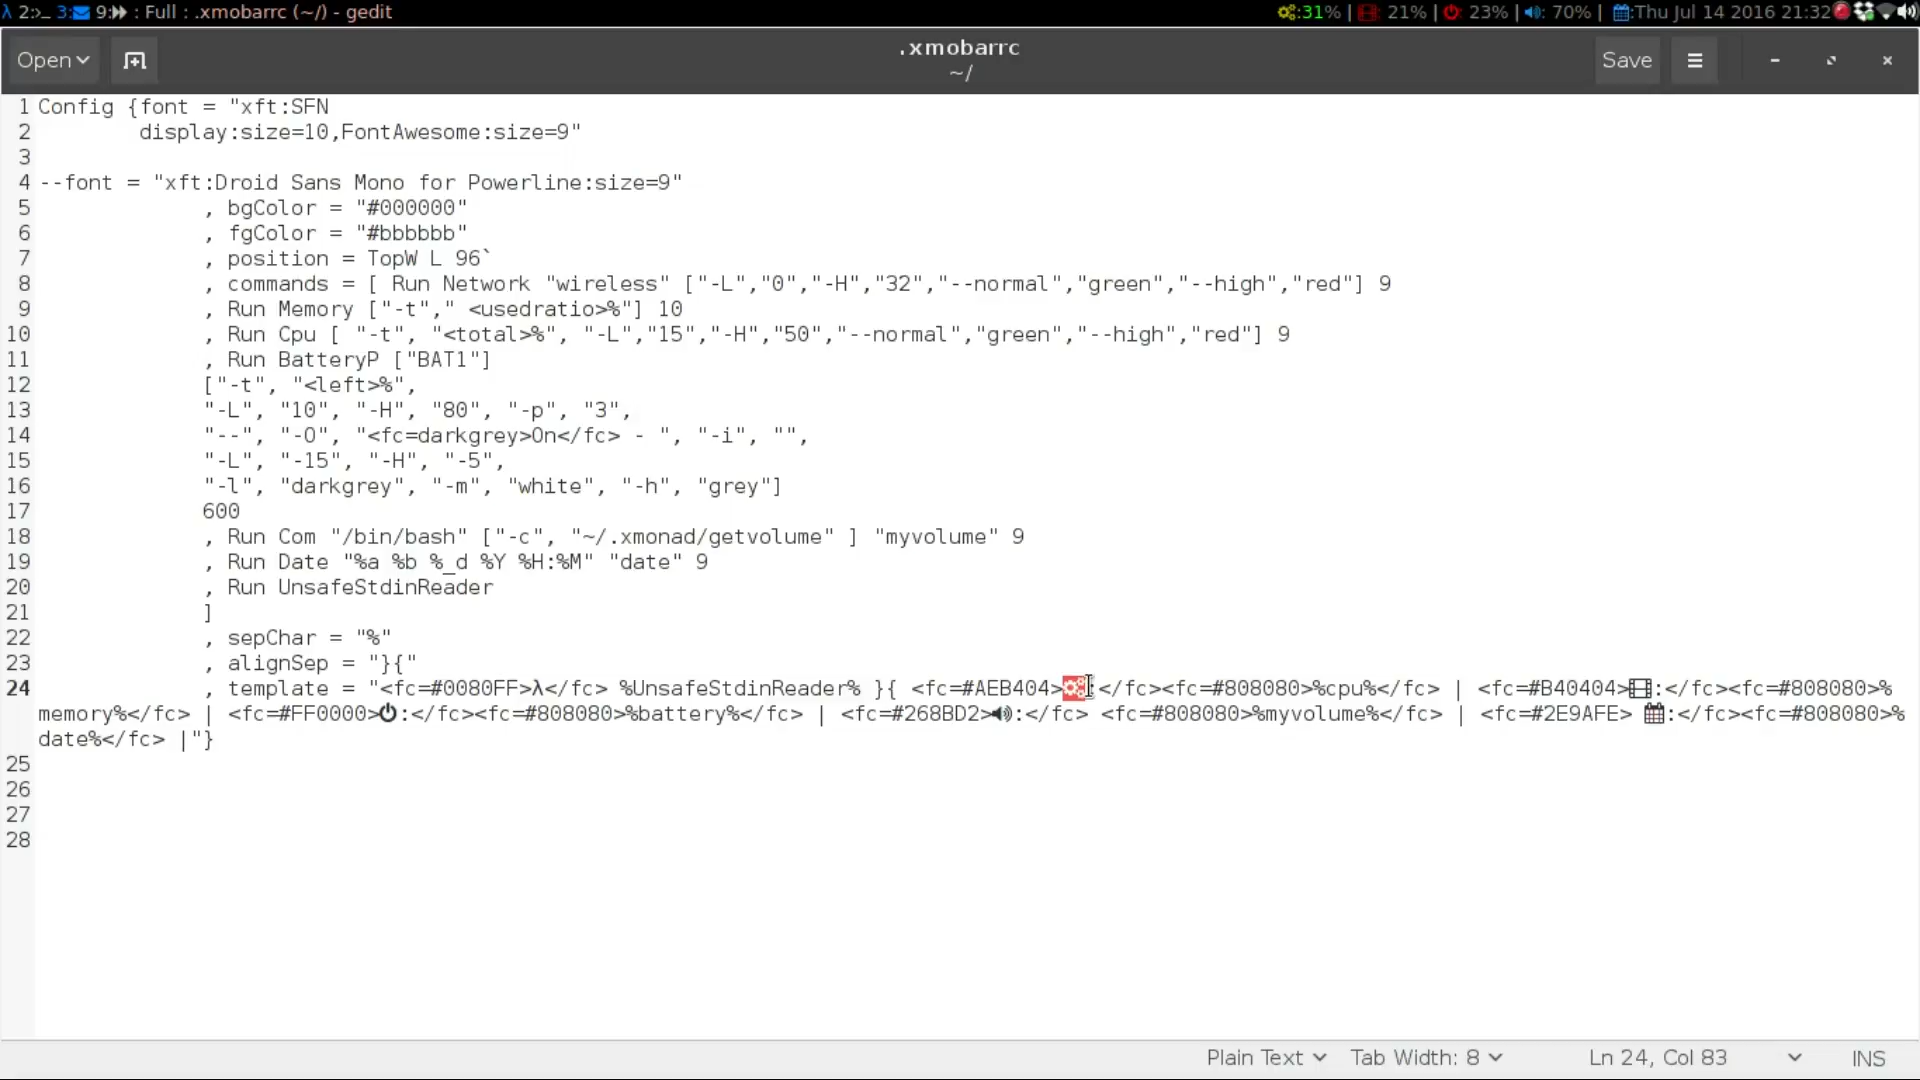 λ 2:>_ 3: 9: : Full : .xmobarrc (~/) - gedit
:31% | : 21% | : 23% | : 70% | :Thu Jul 14 2016 21:32
Open
.xmobarrc
~/
Save
1 Config {font = "xft:SFN
2 display:size=10,FontAwesome:size=9"
3
4 --font = "xft:Droid Sans Mono for Powerline:size=9"
5 , bgColor = "#000000"
6 , fgColor = "#bbbbbb"
7 , position = TopW L 96`
8 , commands = [ Run Network "wireless" ["-L","0","-H","32","--normal","green","--high","red"] 9
9 , Run Memory ["-t"," <usedratio>%"] 10
10 , Run Cpu [ "-t", "<total>%", "-L","15","-H","50","--normal","green","--high","red"] 9
11 , Run BatteryP ["BAT1"]
12 ["-t", "<left>%",
13 "-L", "10", "-H", "80", "-p", "3",
14 "--", "-O", "<fc=darkgrey>On</fc> - ", "-i", "",
15 "-L", "-15", "-H", "-5",
16 "-l", "darkgrey", "-m", "white", "-h", "grey"]
17 600
18 , Run Com "/bin/bash" ["-c", "~/.xmonad/getvolume" ] "myvolume" 9
19 , Run Date "%a %b %_d %Y %H:%M" "date" 9
20 , Run UnsafeStdinReader
21 ]
22 , sepChar = "%"
23 , alignSep = "}{"
24 , template = "<fc=#0080FF>λ</fc> %UnsafeStdinReader% }{ <fc=#AEB404>:</fc><fc=#808080>%cpu%</fc> | <fc=#B40404>:</fc><fc=#808080>%
memory%</fc> | <fc=#FF0000>⏻:</fc><fc=#808080>%battery%</fc> | <fc=#268BD2>:</fc> <fc=#808080>%myvolume%</fc> | <fc=#2E9AFE> :</fc><fc=#808080>%
date%</fc> |"}
25
26
27
28
Plain Text Tab Width: 8 Ln 24, Col 83 INS